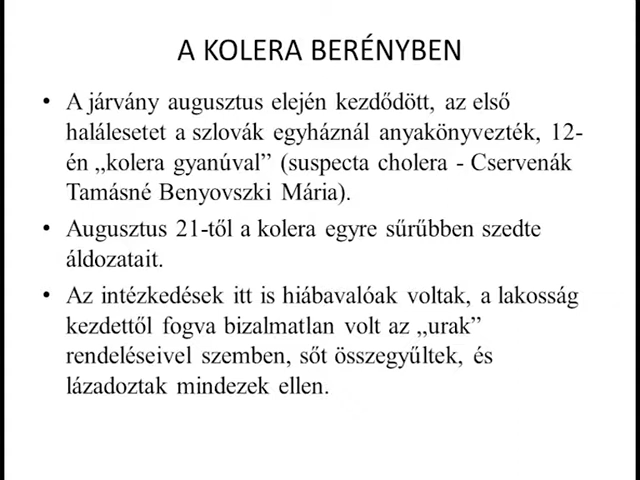 A KOLERA BERÉNYBEN
• A járvány augusztus elején kezdődött, az első
halálesetet a szlovák egyháznál anyakönyvezték, 12-
én „kolera gyanúval” (suspecta cholera - Cservenák
Tamásné Benyovszki Mária).
• Augusztus 21-től a kolera egyre sűrűbben szedte
áldozatait.
• Az intézkedések itt is hiábavalóak voltak, a lakosság
kezdettől fogva bizalmatlan volt az „urak”
rendeléseivel szemben, sőt összegyűltek, és
lázadoztak mindezek ellen.